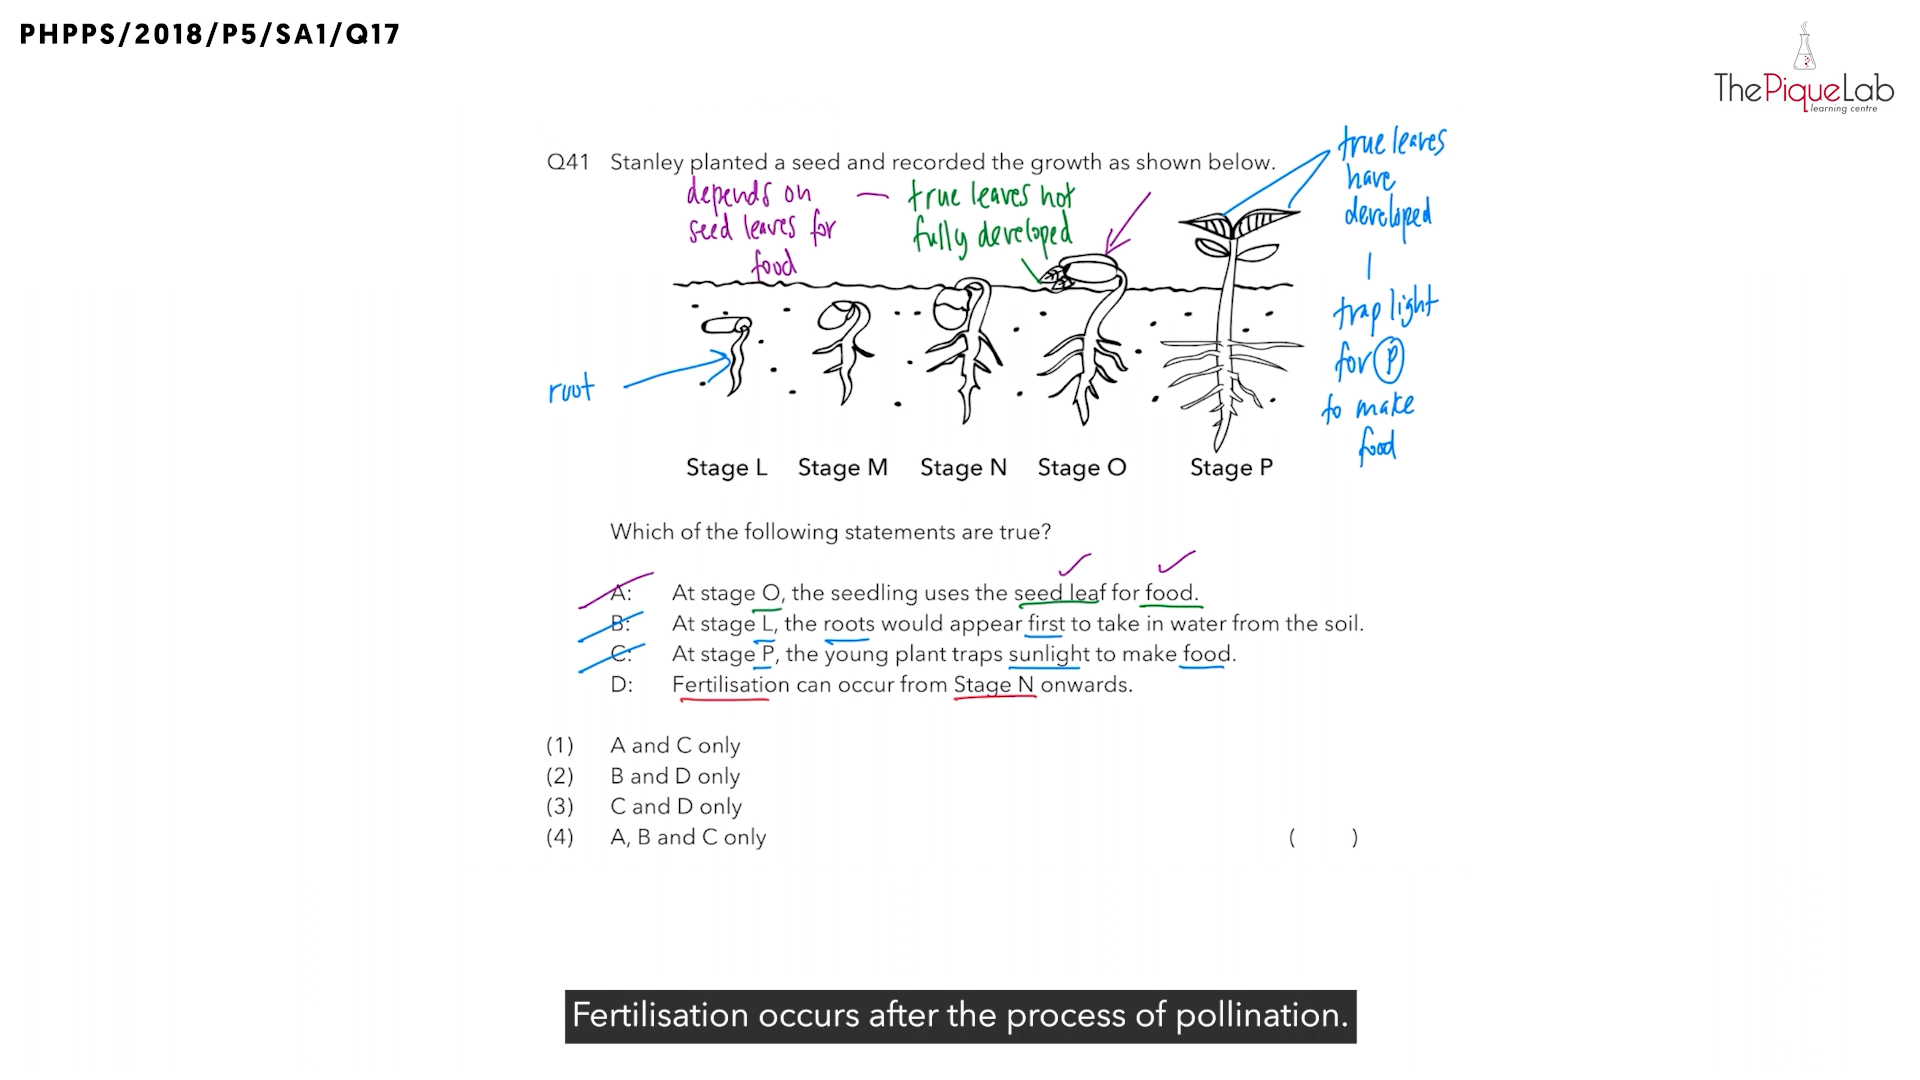 PHPPS/2018/P5/SA1/Q17
ThePiqueLab
learning centre
Q41 Stanley planted a seed and recorded the growth as shown below.
depends on
seed leaves for
food
true leaves not
fully developed
true leaves
have
developed
trap light
for P
to make
food
root
Stage L Stage M Stage N Stage O Stage P
Which of the following statements are true?
A: At stage O, the seedling uses the seed leaf for food.
B: At stage L, the roots would appear first to take in water from the soil.
C: At stage P, the young plant traps sunlight to make food.
D: Fertilisation can occur from Stage N onwards.
(1) A and C only
(2) B and D only
(3) C and D only
(4) A, B and C only ( )
Fertilisation occurs after the process of pollination.